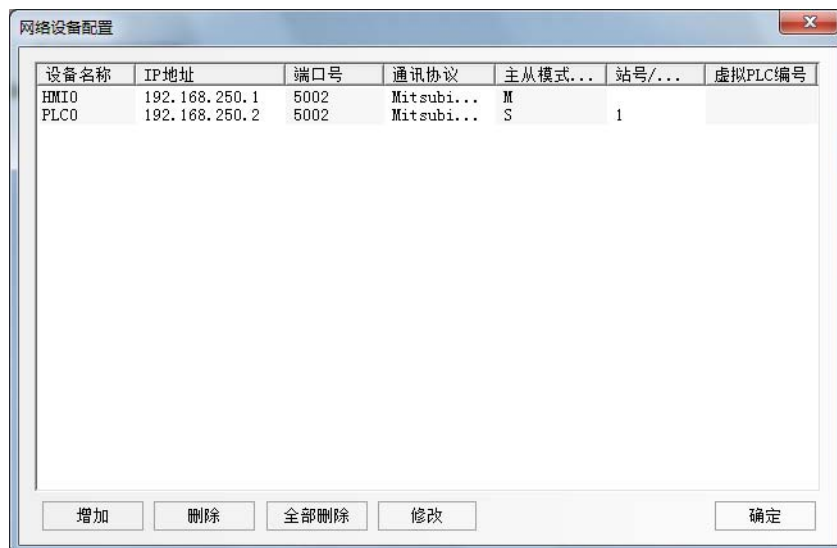 网络设备配置
设备名称 IP地址 端口号 通讯协议 主从模式... 站号/... 虚拟PLC编号
HMI0 192.168.250.1 5002 Mitsubi... M
PLC0 192.168.250.2 5002 Mitsubi... S 1
增加 删除 全部删除 修改 确定